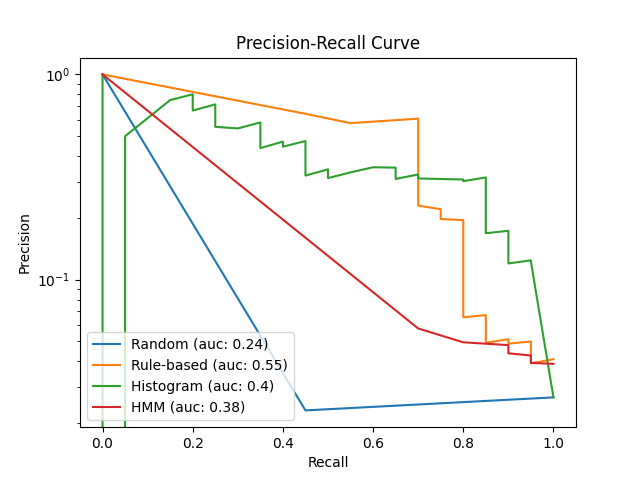 Precision-Recall Curve
10⁰
10⁻¹
Precision
Random (auc: 0.24)
Rule-based (auc: 0.55)
Histogram (auc: 0.4)
HMM (auc: 0.38)
0.0 0.2 0.4 0.6 0.8 1.0
Recall